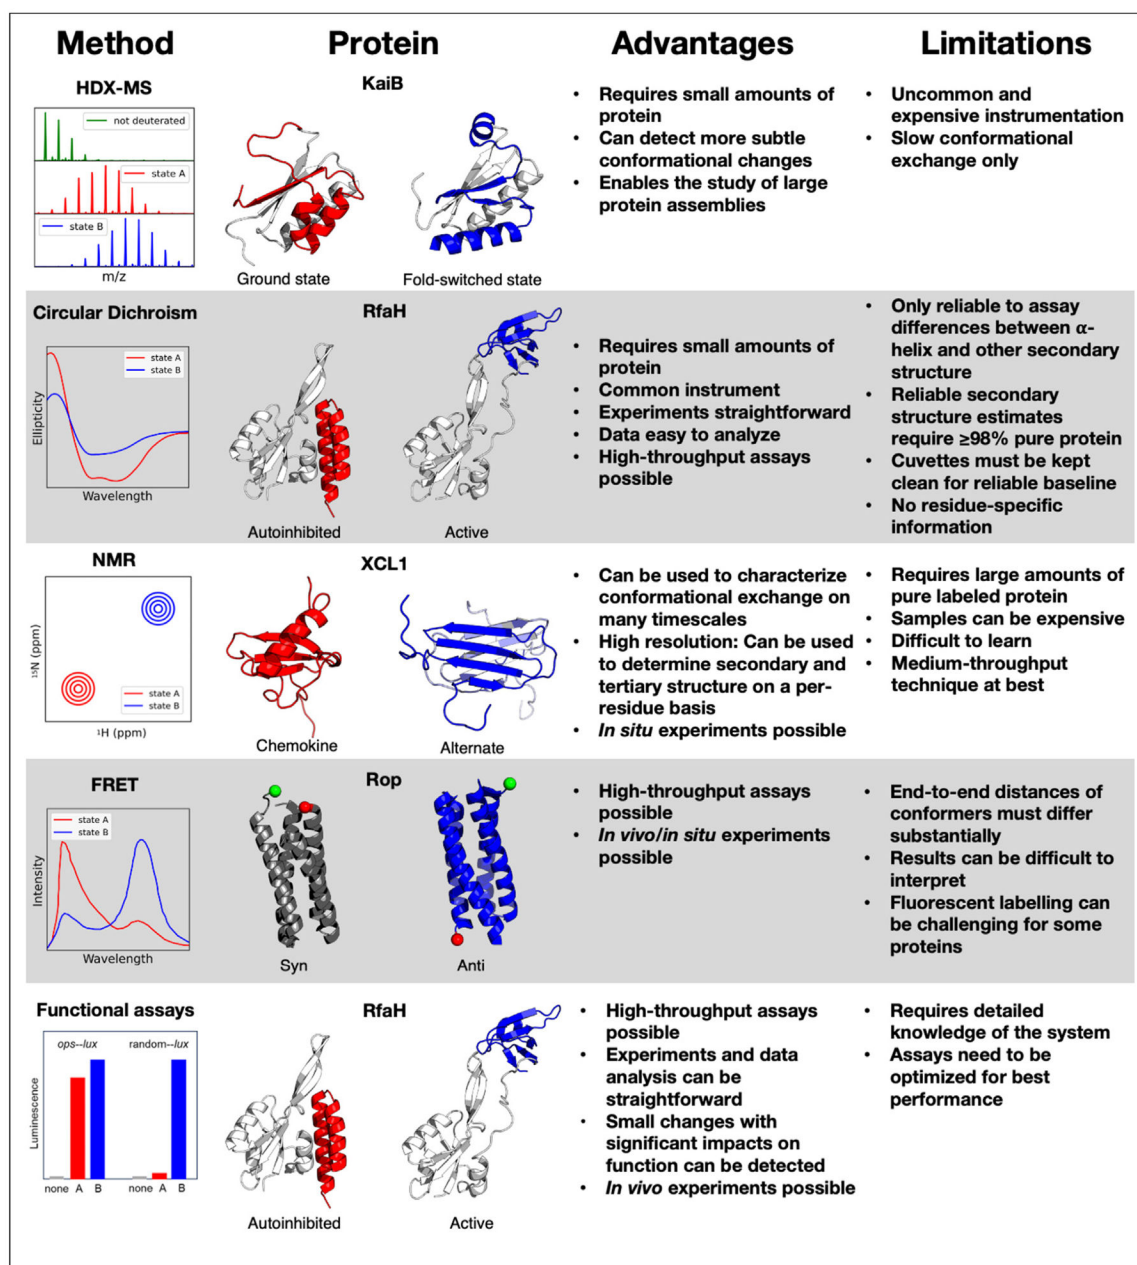 Method
Protein
Advantages
Limitations
HDX-MS
not deuterated
state A
state B
m/z
KaiB
Ground state
Fold-switched state
• Requires small amounts of
protein
• Can detect more subtle
conformational changes
• Enables the study of large
protein assemblies
• Uncommon and
expensive instrumentation
• Slow conformational
exchange only
Circular Dichroism
state A
state B
Ellipticity
Wavelength
RfaH
Autoinhibited
Active
• Requires small amounts of
protein
• Common instrument
• Experiments straightforward
• Data easy to analyze
• High-throughput assays
possible
• Only reliable to assay
differences between α-
helix and other secondary
structure
• Reliable secondary
structure estimates
require ≥98% pure protein
• Cuvettes must be kept
clean for reliable baseline
• No residue-specific
information
NMR
¹⁵N (ppm)
state A
state B
¹H (ppm)
XCL1
Chemokine
Alternate
• Can be used to characterize
conformational exchange on
many timescales
• High resolution: Can be used
to determine secondary and
tertiary structure on a per-
residue basis
• In situ experiments possible
• Requires large amounts of
pure labeled protein
• Samples can be expensive
• Difficult to learn
• Medium-throughput
technique at best
FRET
state A
state B
Intensity
Wavelength
Rop
Syn
Anti
• High-throughput assays
possible
• In vivo/in situ experiments
possible
• End-to-end distances of
conformers must differ
substantially
• Results can be difficult to
interpret
• Fluorescent labelling can
be challenging for some
proteins
Functional assays
ops--lux
random--lux
Luminescence
none A B
none A B
RfaH
Autoinhibited
Active
• High-throughput assays
possible
• Experiments and data
analysis can be
straightforward
• Small changes with
significant impacts on
function can be detected
• In vivo experiments possible
• Requires detailed
knowledge of the system
• Assays need to be
optimized for best
performance